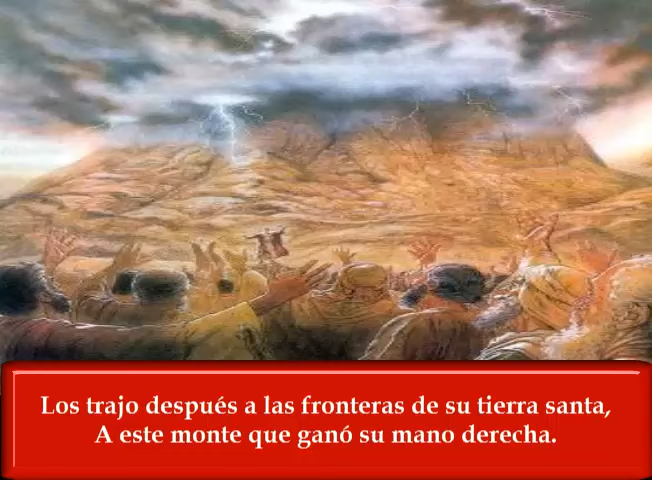 Los trajo después a las fronteras de su tierra santa,
A este monte que ganó su mano derecha.